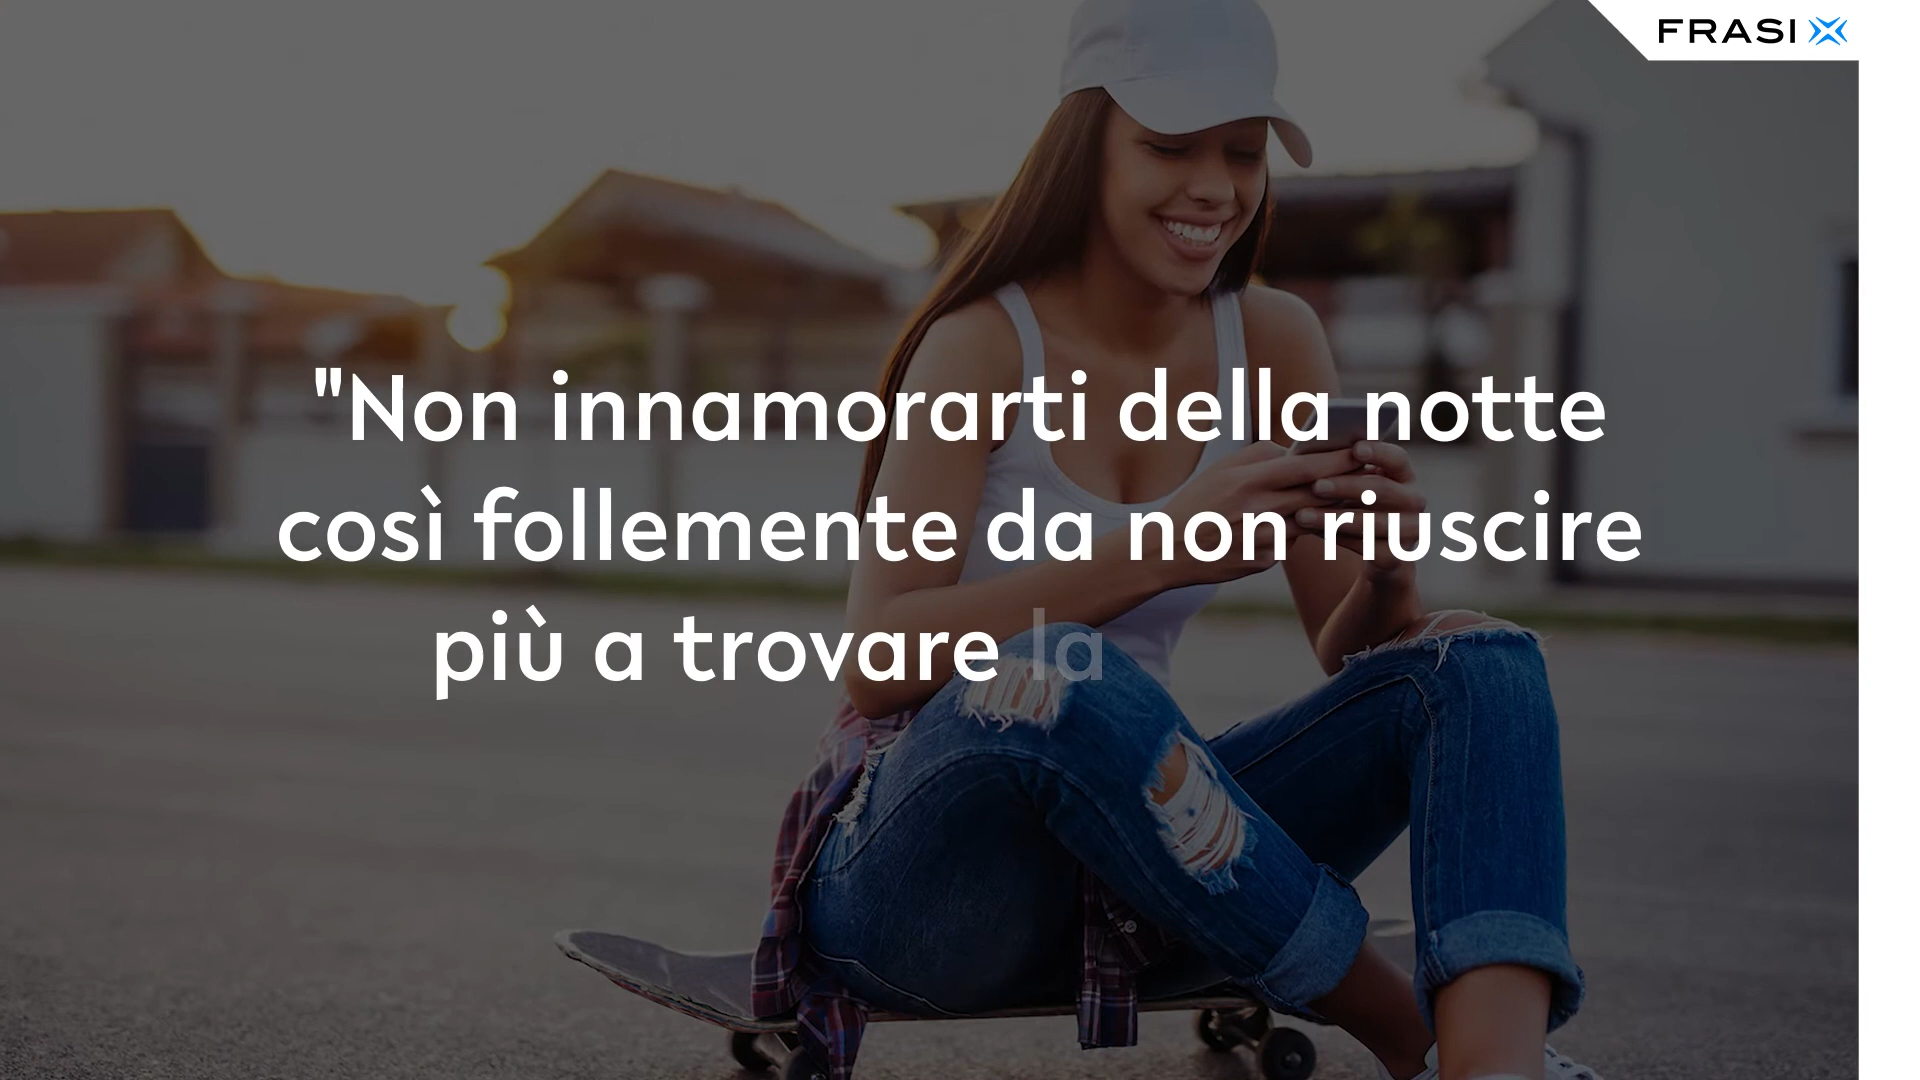 FRASI X
"Non innamorarti della notte
così follemente da non riuscire
più a trovare la